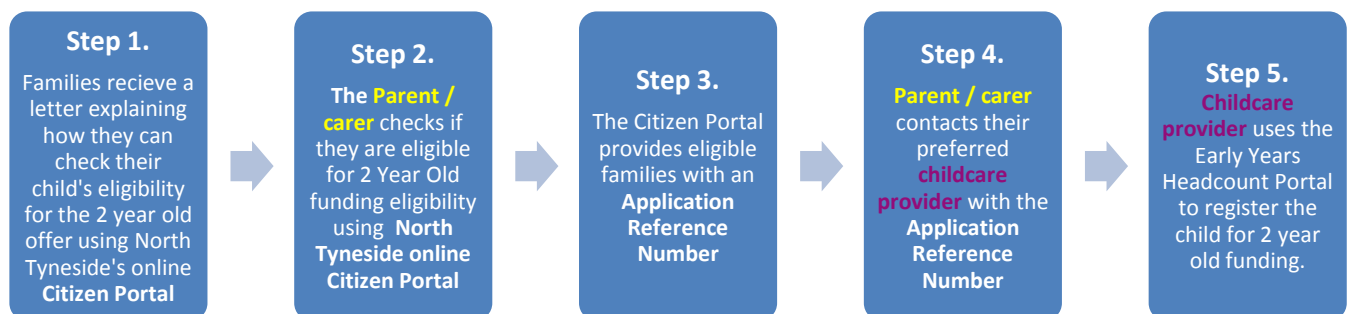 Step 1.
Families recieve a
letter explaining
how they can
check their
child's eligibility
for the 2 year old
offer using North
Tyneside's online
Citizen Portal
Step 2.
The Parent /
carer checks if
they are eligible
for 2 Year Old
funding eligibility
using North
Tyneside online
Citizen Portal
Step 3.
The Citizen Portal
provides eligible
families with an
Application
Reference
Number
Step 4.
Parent / carer
contacts their
preferred
childcare
provider with the
Application
Reference
Number
Step 5.
Childcare
provider uses the
Early Years
Headcount Portal
to register the
child for 2 year
old funding.